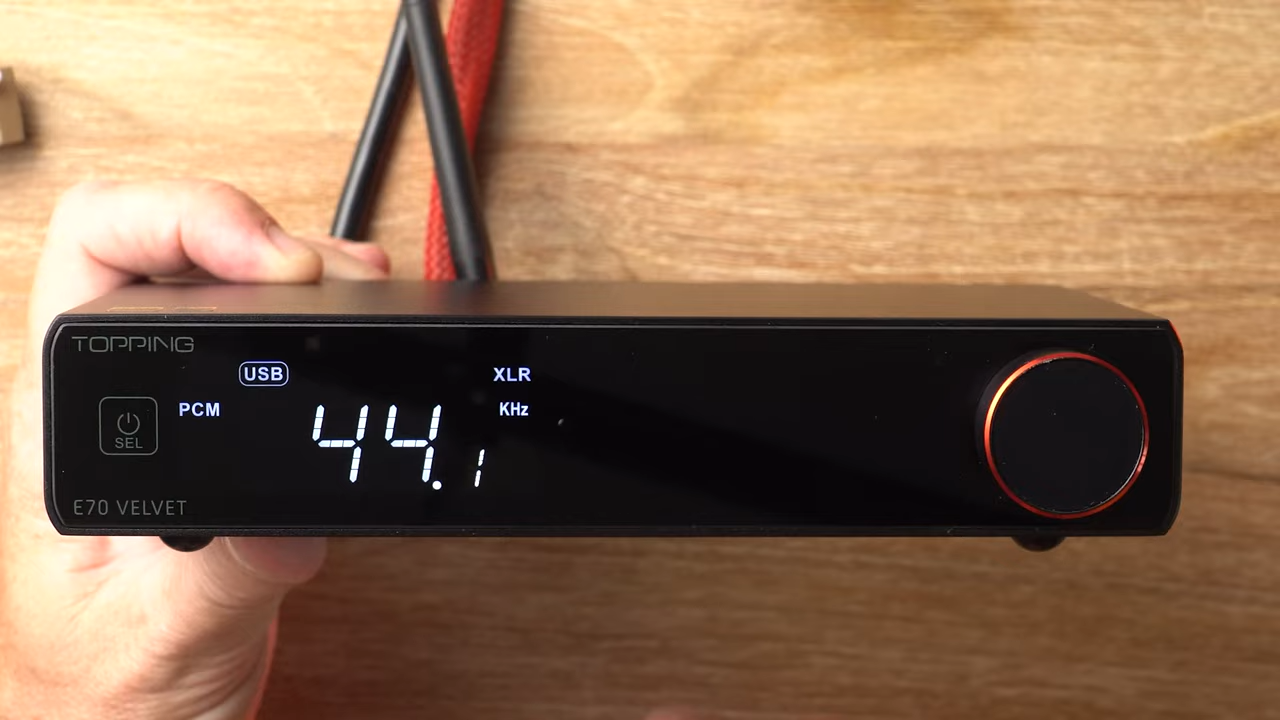 TOPPING
USB XLR
PCM KHz
44.1
SEL
E70 VELVET